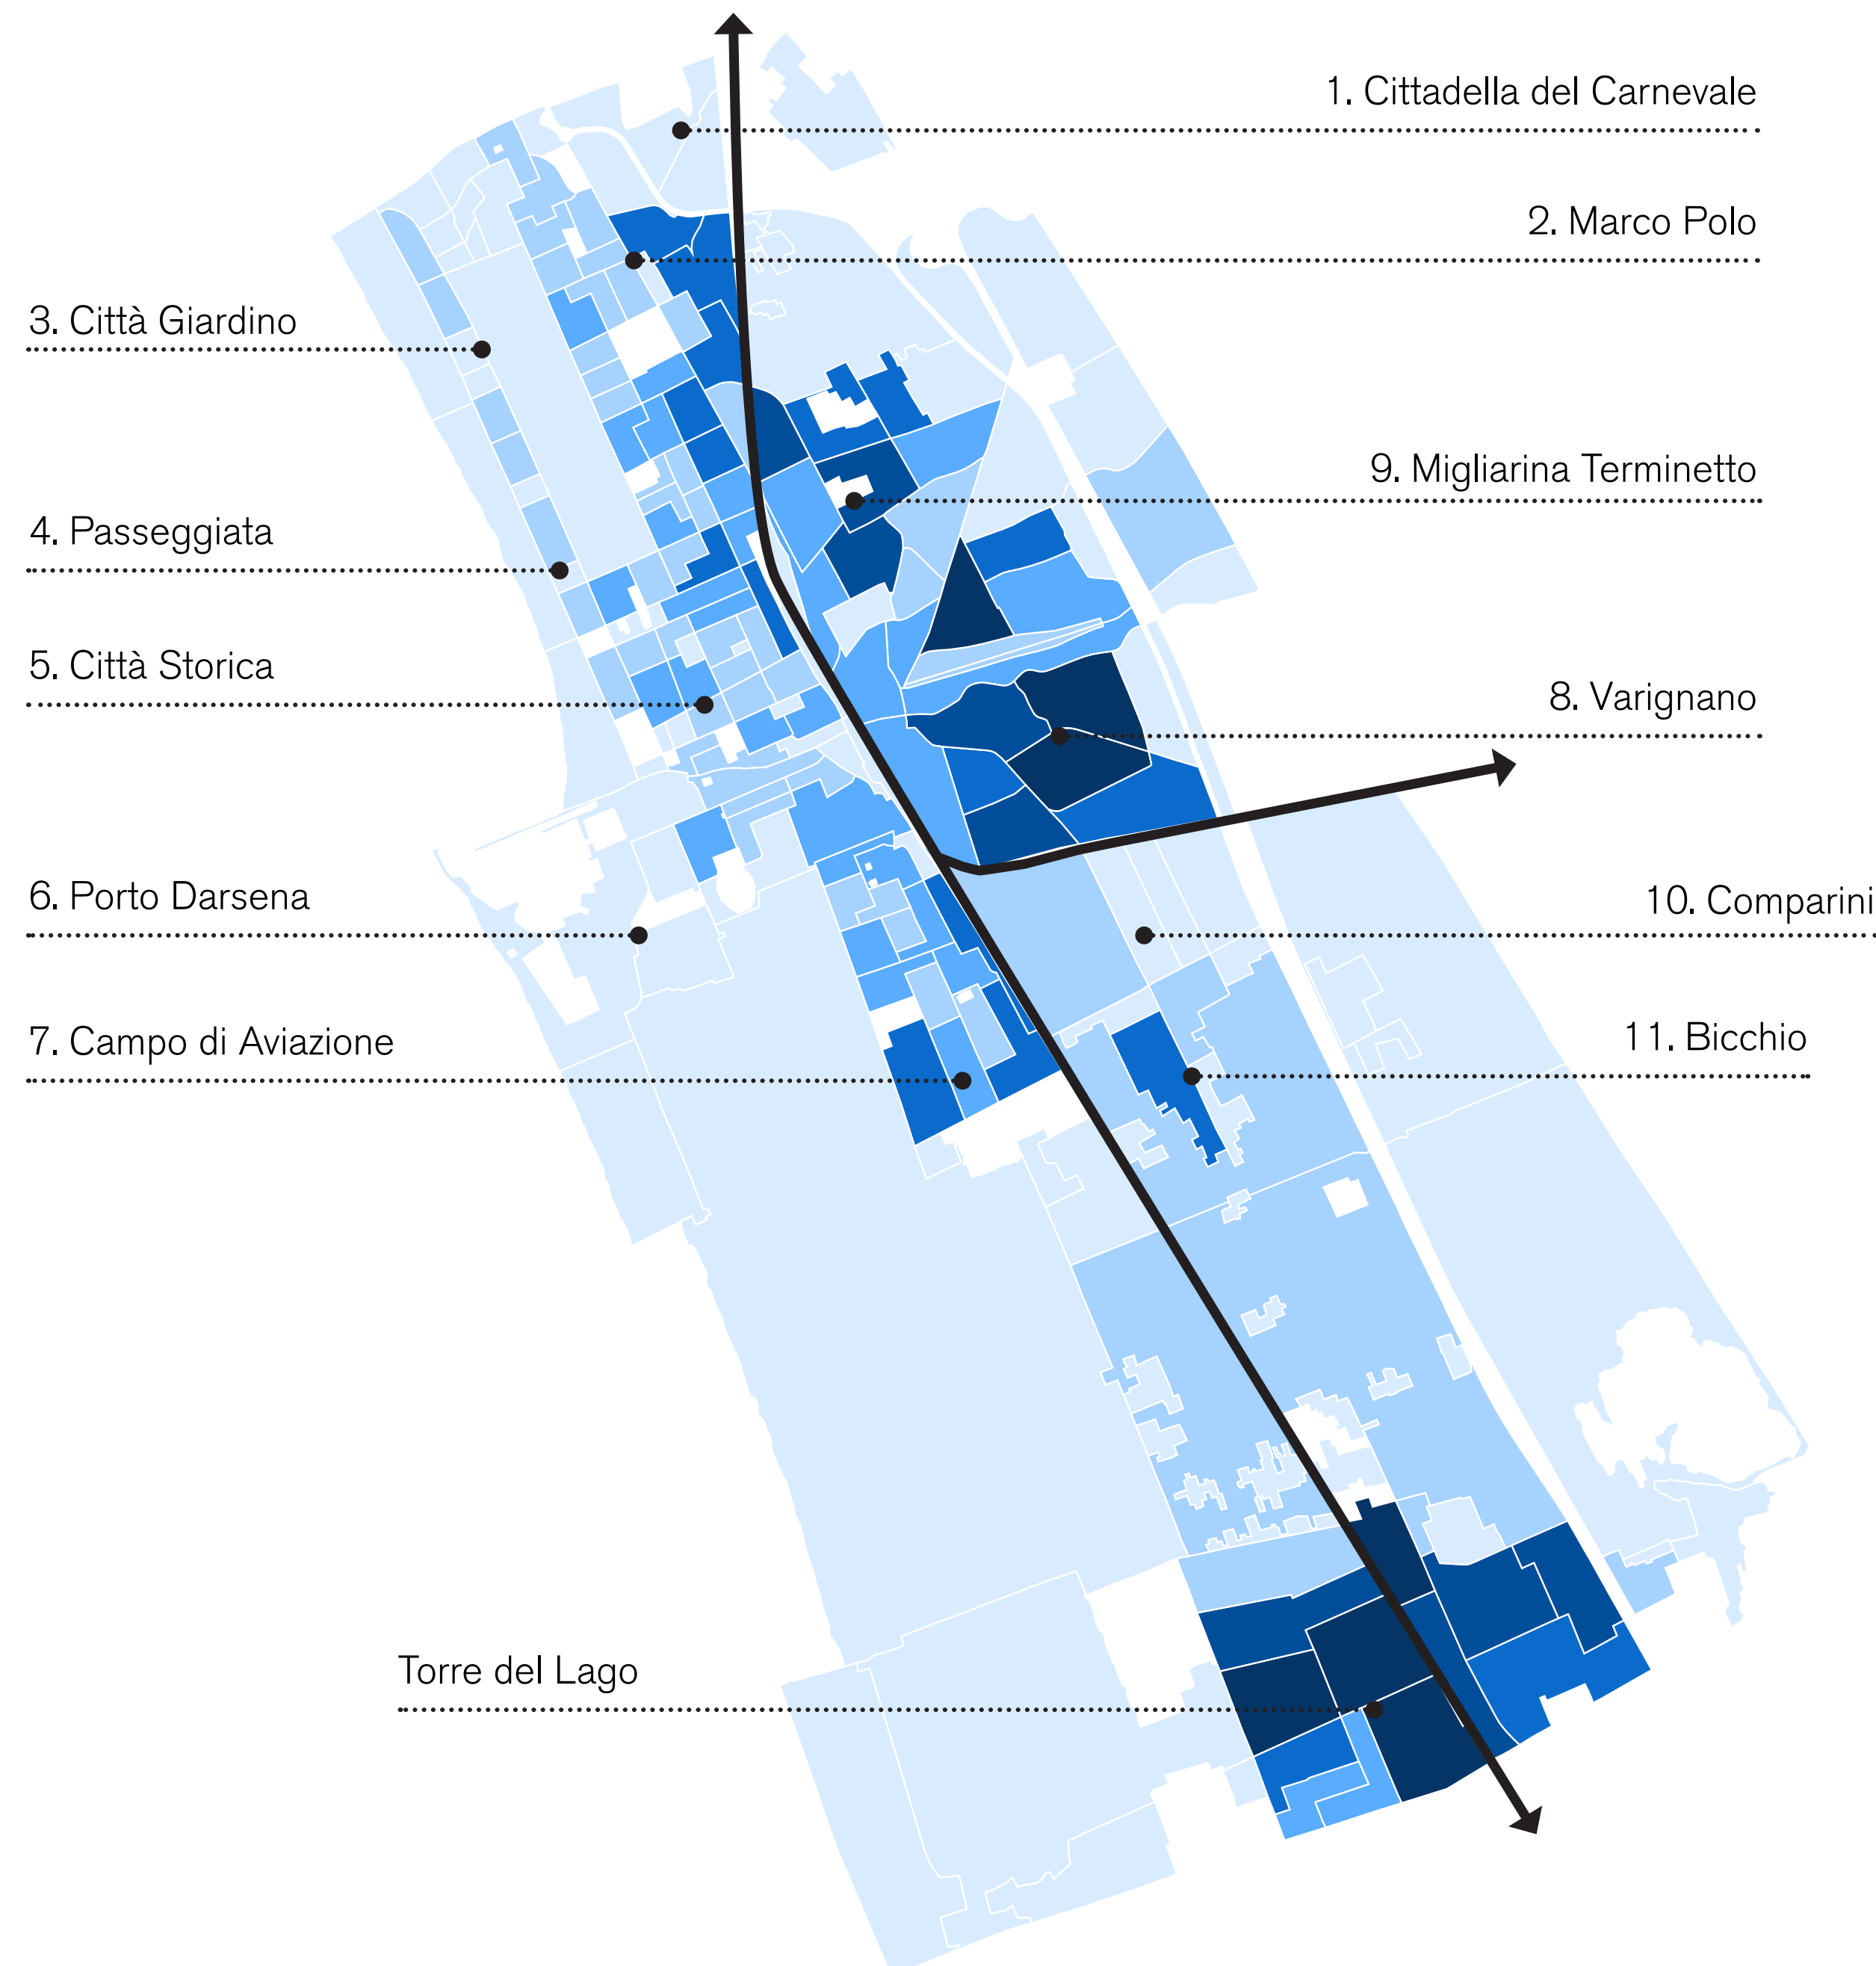 1. Cittadella del Carnevale
2. Marco Polo
3. Città Giardino
9. Migliarina Terminetto
4. Passeggiata
5. Città Storica
8. Varignano
6. Porto Darsena
10. Comparini
7. Campo di Aviazione
11. Bicchio
Torre del Lago